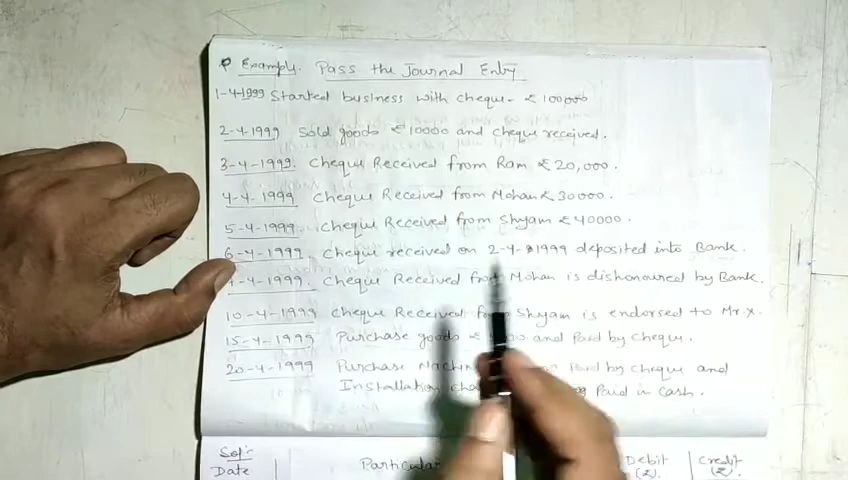 Example. Pass the Journal Entry
1-4-1999 Started business with cheque - ₹ 100000
2-4-1999 Sold goods ₹ 10000 and cheque received.
3-4-1999. Cheque Received from Ram ₹ 20,000.
4-4-1999 Cheque Received from Mohan ₹ 30000.
5-4-1999 Cheque Received from Shyam ₹ 40000.
6-4-1999. Cheque received on 2-4-1999 deposited into Bank.
-4-1999. Cheque Received from Mohan is dishonoured by Bank.
10-4-1999 Cheque Received from Shyam is endorsed to Mr. X.
15-4-1999 Purchase goods ₹ and Paid by cheque.
20-4-1999 Purchase Paid by cheque and
Installation Paid in cash.
Solⁿ
Date Particular Debit (₹) Credit (₹)